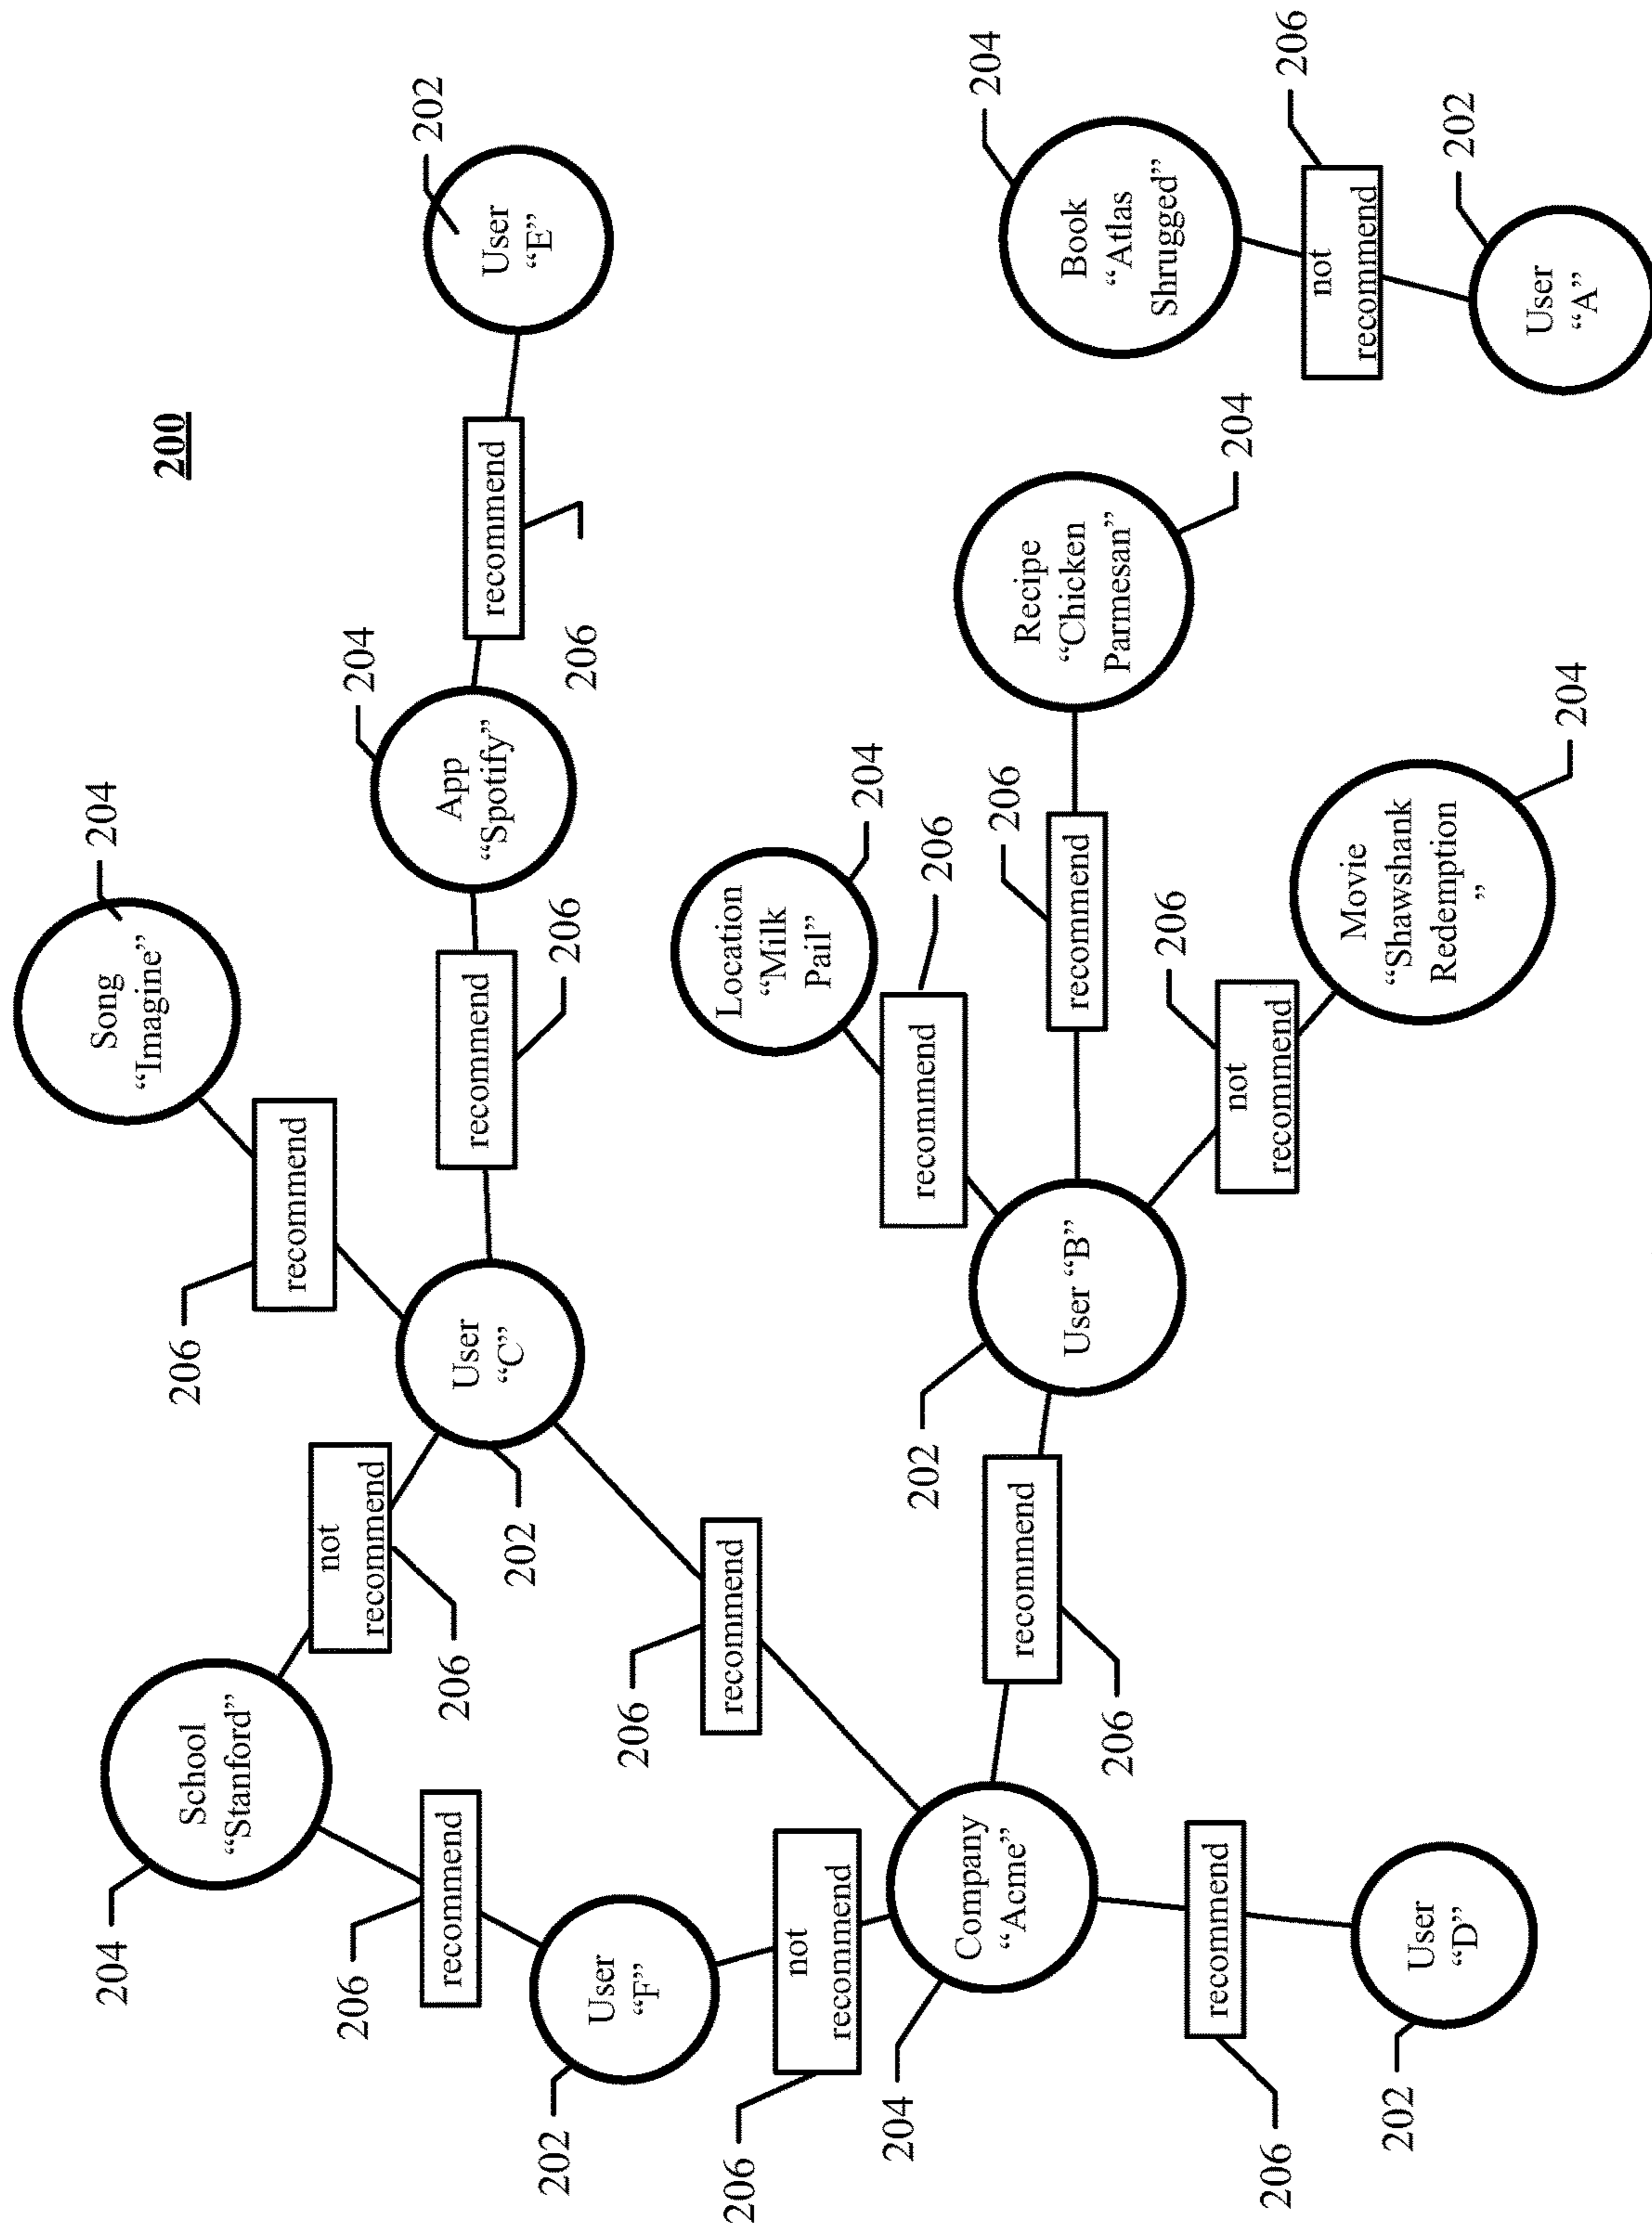 200
204
School
“Stanford”
206
recommend
206
not
recommend
206
recommend
Song
“Imagine”
204
202
User
“F”
202
User
“C”
recommend
206
204
App
“Spotify”
recommend
206
202
User
“E”
206
not
recommend
206
recommend
Location
“Milk
Pail”
204
recommend
206
204
Company
“Acme”
recommend
206
202
User “B”
206
recommend
Recipe
“Chicken
Parmesan”
204
Book
“Atlas
Shrugged”
204
206
recommend
206
not
recommend
not
recommend
206
202
User
“D”
Movie
“Shawshank
Redemption
”
204
202
User
“A”